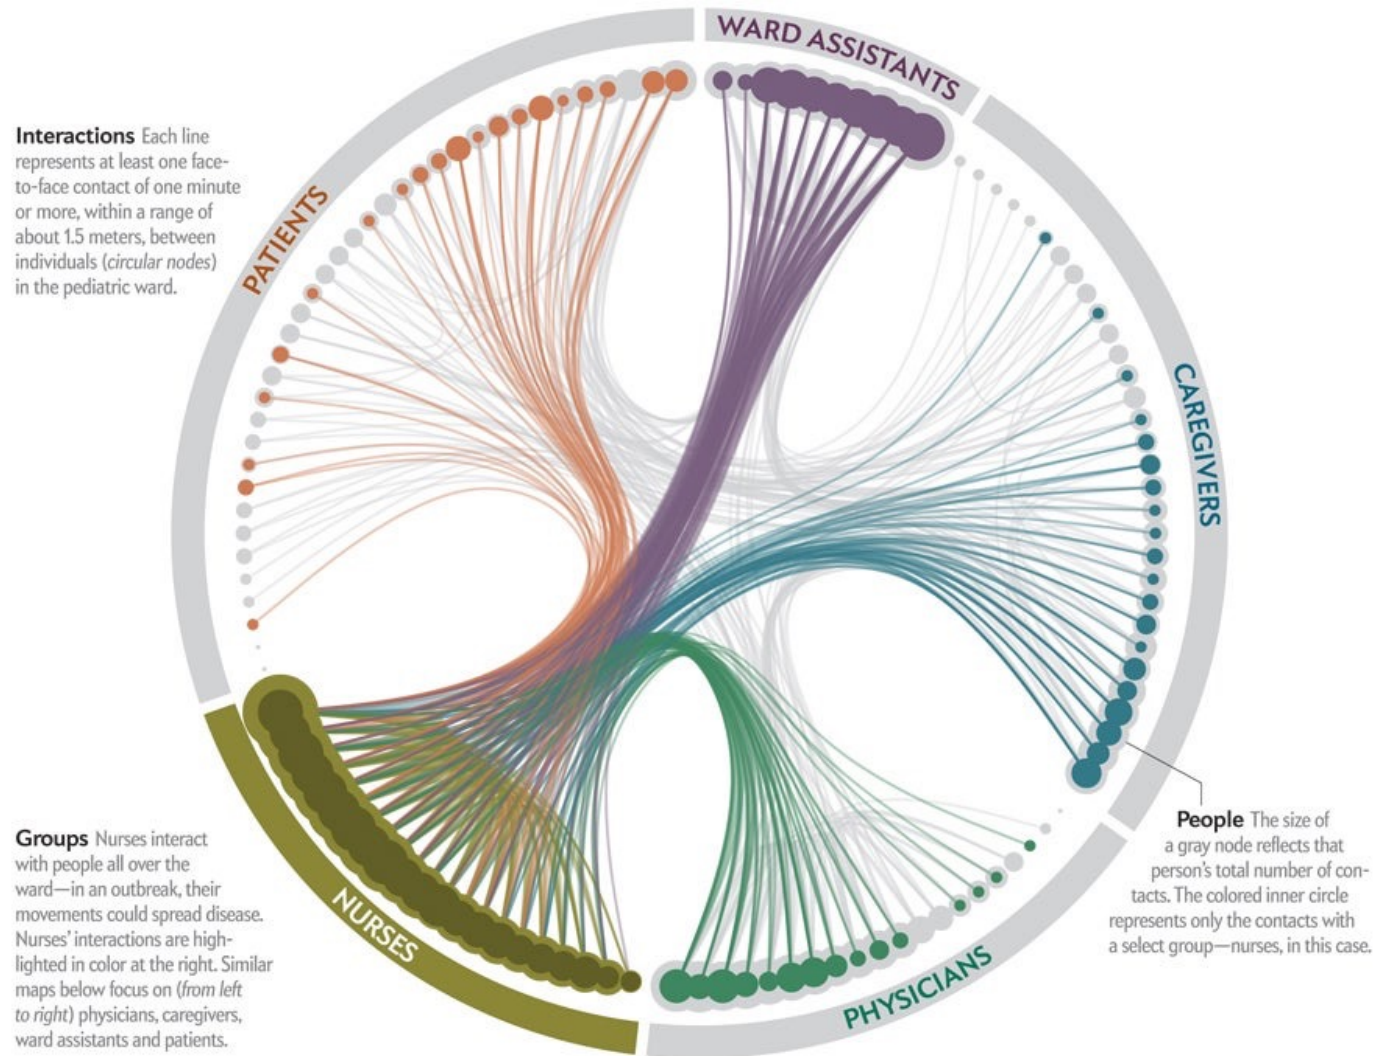 WARD ASSISTANTS
Interactions Each line
represents at least one face-
to-face contact of one minute
or more, within a range of
about 1.5 meters, between
individuals (circular nodes)
in the pediatric ward.
PATIENTS
CAREGIVERS
People The size of
a gray node reflects that
person's total number of con-
tacts. The colored inner circle
represents only the contacts with
a select group—nurses, in this case.
Groups Nurses interact
with people all over the
ward—in an outbreak, their
movements could spread disease.
Nurses' interactions are high-
lighted in color at the right. Similar
maps below focus on (from left
to right) physicians, caregivers,
ward assistants and patients.
NURSES
PHYSICIANS